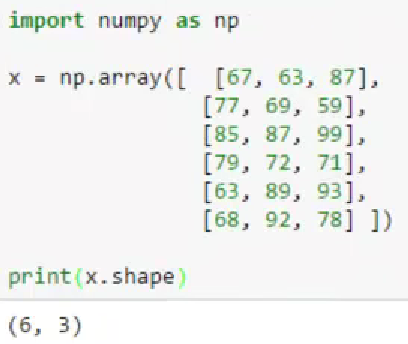 import numpy as np
x = np.array([  [67, 63, 87],
[77, 69, 59],
[85, 87, 99],
[79, 72, 71],
[63, 89, 93],
[68, 92, 78] ])
print(x.shape)
(6, 3)